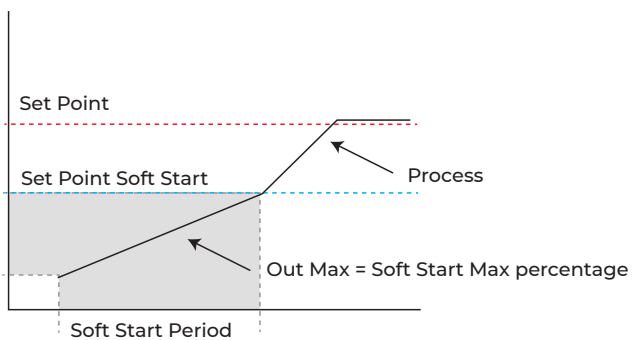 Set Point
Set Point Soft Start
Process
Out Max = Soft Start Max percentage
Soft Start Period